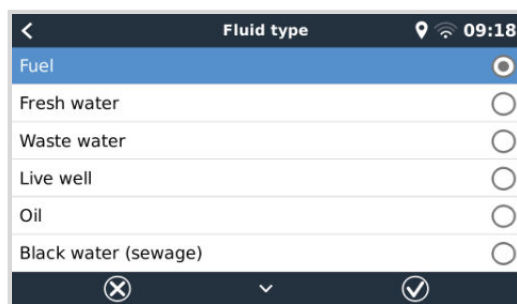 Fluid type 09:18
Fuel
Fresh water
Waste water
Live well
Oil
Black water (sewage)